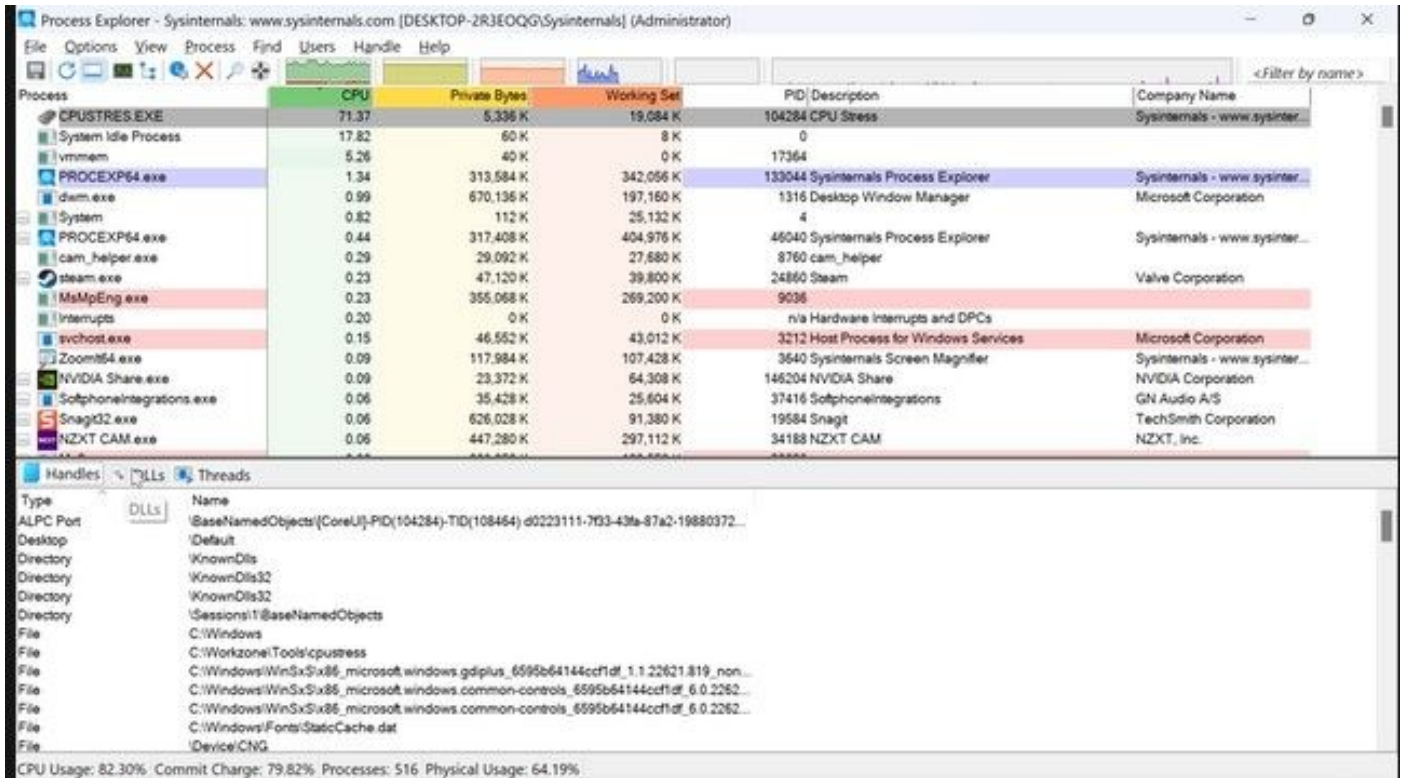 Process Explorer - Sysinternals: www.sysinternals.com [DESKTOP-2R3EOQG\Sysinternals] (Administrator)
File Options View Process Find Users Handle Help
<Filter by name>
Process CPU Private Bytes Working Set PID Description Company Name
CPUSTRES.EXE 71.37 5,336 K 19,084 K 104284 CPU Stress Sysinternals - www.sysinter...
System Idle Process 17.82 60 K 8 K 0
vmmem 5.26 40 K 0 K 17364
PROCEXP64.exe 1.34 313,584 K 342,056 K 133044 Sysinternals Process Explorer Sysinternals - www.sysinter...
dwm.exe 0.99 670,136 K 197,160 K 1316 Desktop Window Manager Microsoft Corporation
System 0.82 112 K 25,132 K 4
PROCEXP64.exe 0.44 317,408 K 404,976 K 46040 Sysinternals Process Explorer Sysinternals - www.sysinter...
cam_helper.exe 0.29 29,092 K 27,680 K 8760 cam_helper
steam.exe 0.23 47,120 K 39,800 K 24860 Steam Valve Corporation
MsMpEng.exe 0.23 355,068 K 269,200 K 9036
Interrupts 0.20 0 K 0 K n/a Hardware Interrupts and DPCs
svchost.exe 0.15 46,552 K 43,012 K 3212 Host Process for Windows Services Microsoft Corporation
ZoomIt64.exe 0.09 117,984 K 107,428 K 3640 Sysinternals Screen Magnifier Sysinternals - www.sysinter...
NVIDIA Share.exe 0.09 23,372 K 64,308 K 146204 NVIDIA Share NVIDIA Corporation
SoftphoneIntegrations.exe 0.06 35,428 K 25,604 K 37416 SoftphoneIntegrations GN Audio A/S
Snagit32.exe 0.06 626,028 K 91,380 K 19584 Snagit TechSmith Corporation
NZXT CAM.exe 0.06 447,280 K 297,112 K 34188 NZXT CAM NZXT, Inc.
Handles DLLs Threads
Type Name
DLLs
ALPC Port \BaseNamedObjects\[CoreUI]-PID(104284)-TID(108464) d0223111-7f33-43fa-87a2-19880372...
Desktop \Default
Directory \KnownDlls
Directory \KnownDlls32
Directory \KnownDlls32
Directory \Sessions\1\BaseNamedObjects
File C:\Windows
File C:\Workzone\Tools\cpustress
File C:\Windows\WinSxS\x86_microsoft.windows.gdiplus_6595b64144ccf1df_1.1.22621.819_non...
File C:\Windows\WinSxS\x86_microsoft.windows.common-controls_6595b64144ccf1df_6.0.2262...
File C:\Windows\WinSxS\x86_microsoft.windows.common-controls_6595b64144ccf1df_6.0.2262...
File C:\Windows\Fonts\StaticCache.dat
File \Device\CNG
CPU Usage: 82.30% Commit Charge: 79.82% Processes: 516 Physical Usage: 64.19%